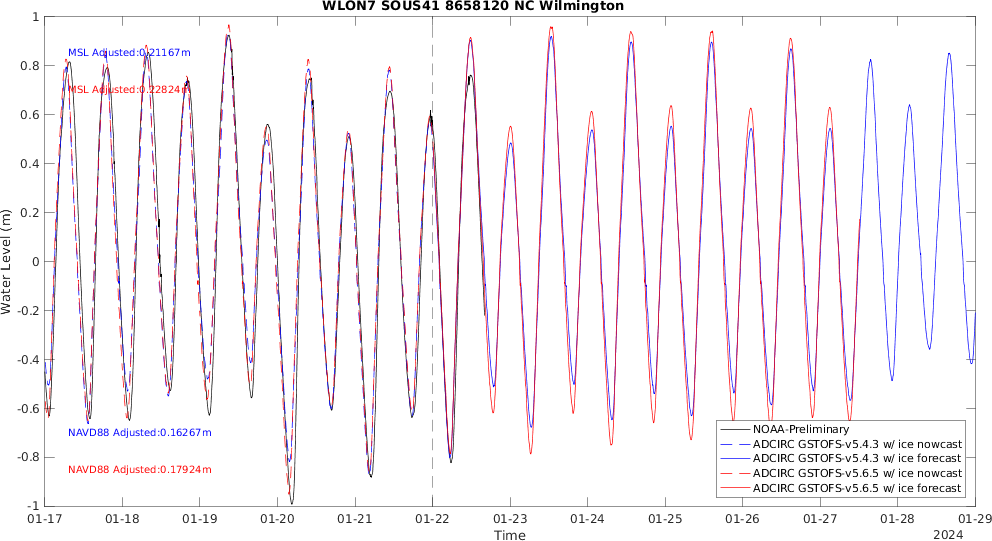 WLON7 SOUS41 8658120 NC Wilmington
1
0.8
0.6
0.4
0.2
0
-0.2
-0.4
-0.6
-0.8
-1
Water Level (m)
MSL Adjusted:0.21167m
MSL Adjusted:0.22824m
NAVD88 Adjusted:0.16267m
NAVD88 Adjusted:0.17924m
NOAA-Preliminary
ADCIRC GSTOFS-v5.4.3 w/ ice nowcast
ADCIRC GSTOFS-v5.4.3 w/ ice forecast
ADCIRC GSTOFS-v5.6.5 w/ ice nowcast
ADCIRC GSTOFS-v5.6.5 w/ ice forecast
01-17 01-18 01-19 01-20 01-21 01-22 01-23 01-24 01-25 01-26 01-27 01-28 01-29
Time
2024